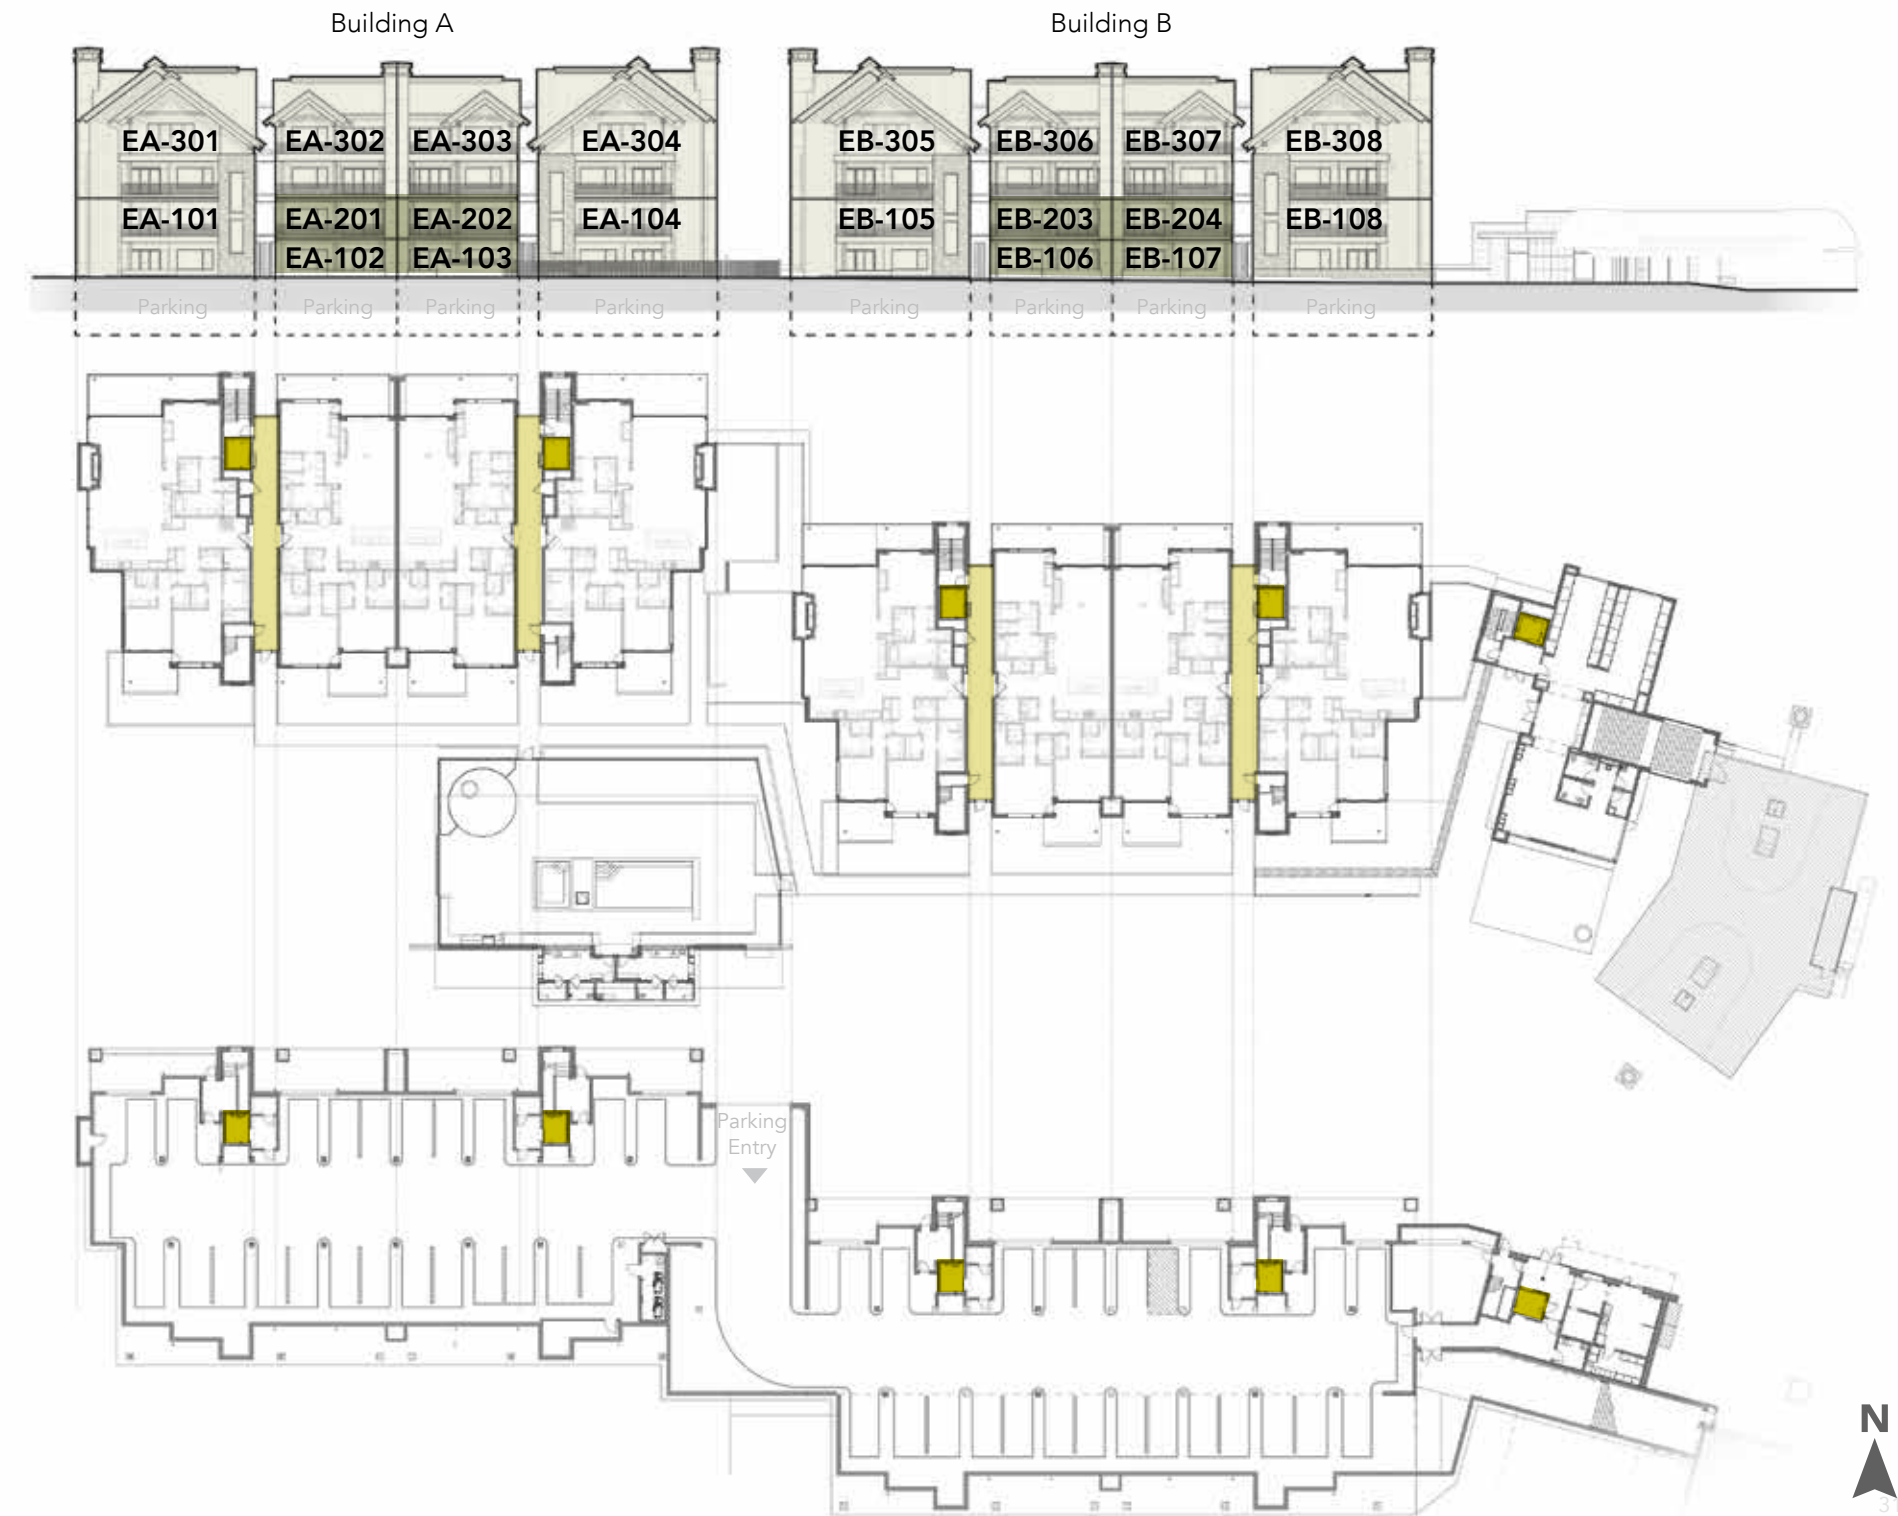 Building A Building B
EA-301 EA-302 EA-303 EA-304 EB-305 EB-306 EB-307 EB-308
EA-101 EA-201 EA-202 EA-104 EB-105 EB-203 EB-204 EB-108
EA-102 EA-103 EB-106 EB-107
Parking Parking Parking Parking Parking Parking Parking Parking
Parking
Entry
N
31